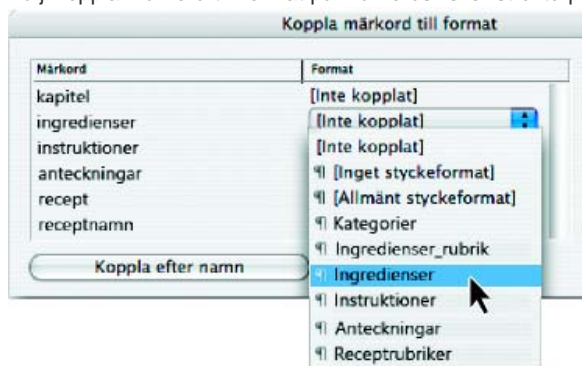 Koppla märkord till format
Märkord Format
kapitel [Inte kopplat]
ingredienser [Inte kopplat]
instruktioner [Inte kopplat]
anteckningar ¶ [Inget styckeformat]
recept ¶ [Allmänt styckeformat]
receptnamn ¶ Kategorier
¶ Ingredienser_rubrik
Koppla efter namn ¶ Ingredienser
¶ Instruktioner
¶ Anteckningar
¶ Receptrubriker